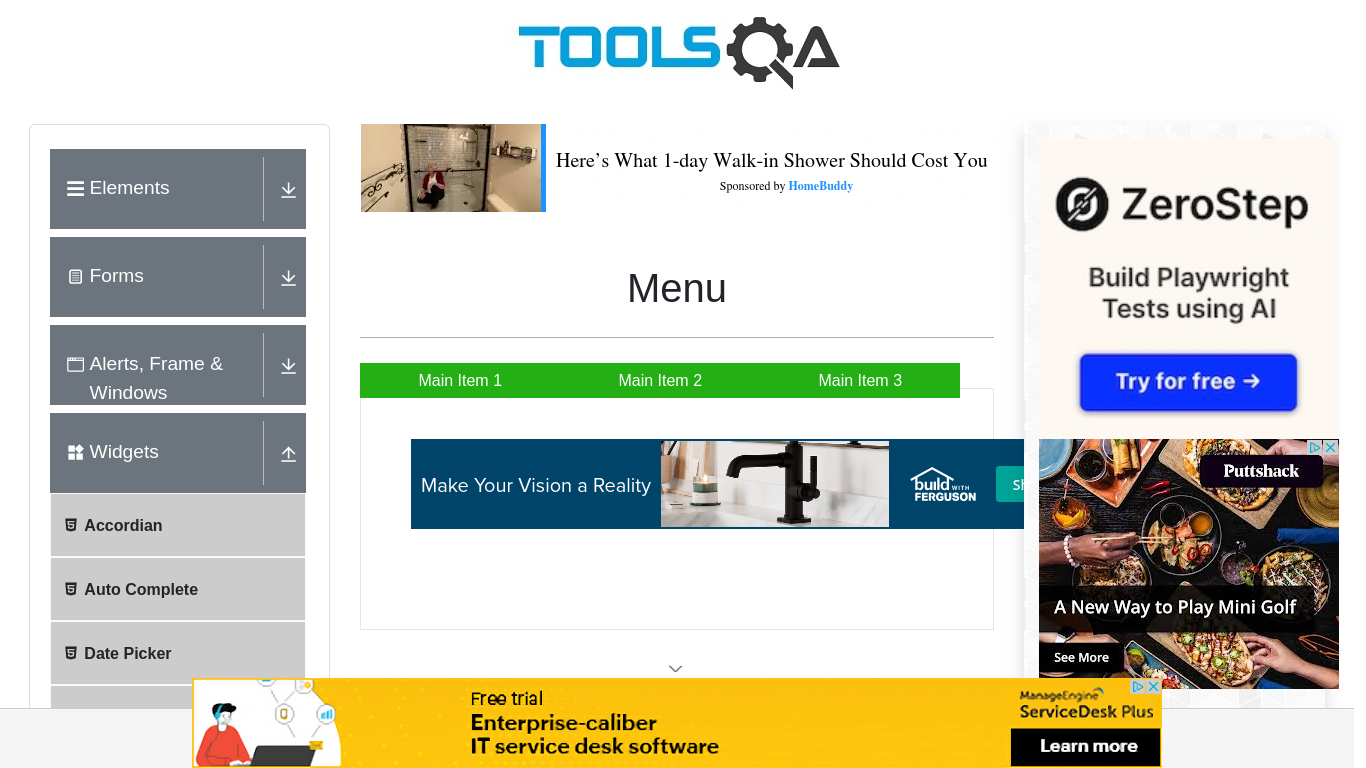 TOOLSQA
Elements
Forms
Alerts, Frame &
Windows
Widgets
Accordian
Auto Complete
Date Picker
Here's What 1-day Walk-in Shower Should Cost You
Sponsored by HomeBuddy
Menu
Main Item 1
Main Item 2
Main Item 3
Make Your Vision a Reality
build WITH
FERGUSON
ZeroStep
Build Playwright
Tests using AI
Try for free →
Puttshack
A New Way to Play Mini Golf
See More
Free trial
Enterprise-caliber
IT service desk software
ManageEngine
ServiceDesk Plus
Learn more